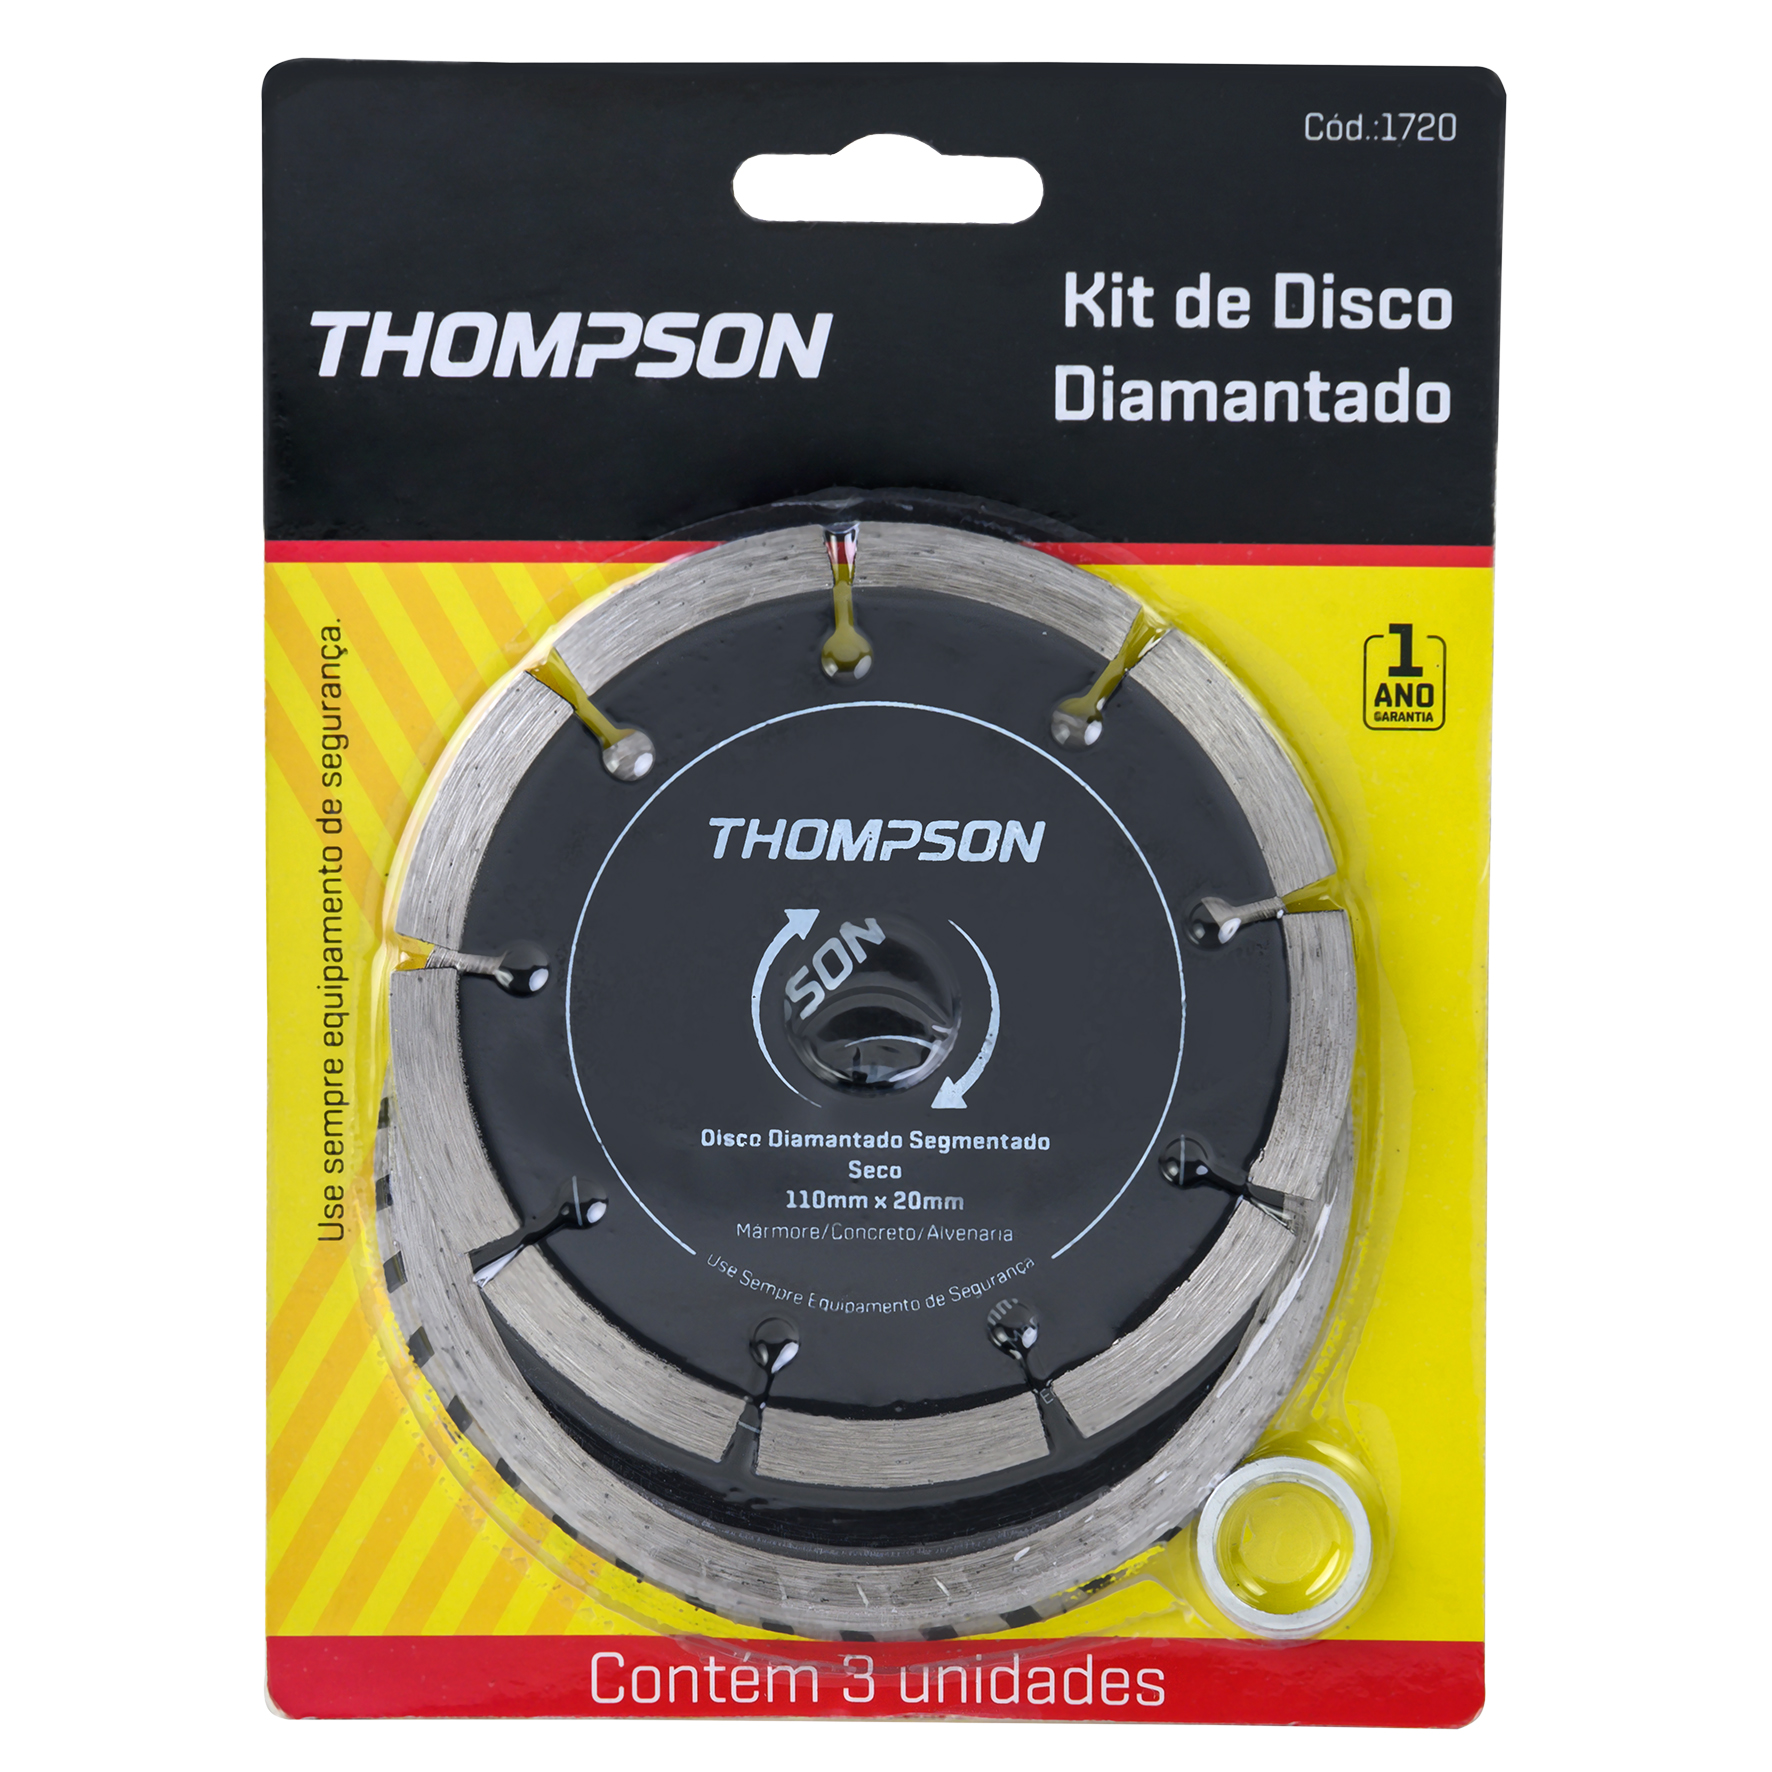 Cód.:1720
THOMPSON
Kit de Disco
Diamantado
Use sempre equipamento de segurança.
1
ANO
GARANTIA
THOMPSON
SON
Disco Diamantado Segmentado
Seco
110mm x 20mm
Mármore/Concreto/Alvenaria
Use Sempre Equipamento de Segurança
mm
Contém 3 unidades